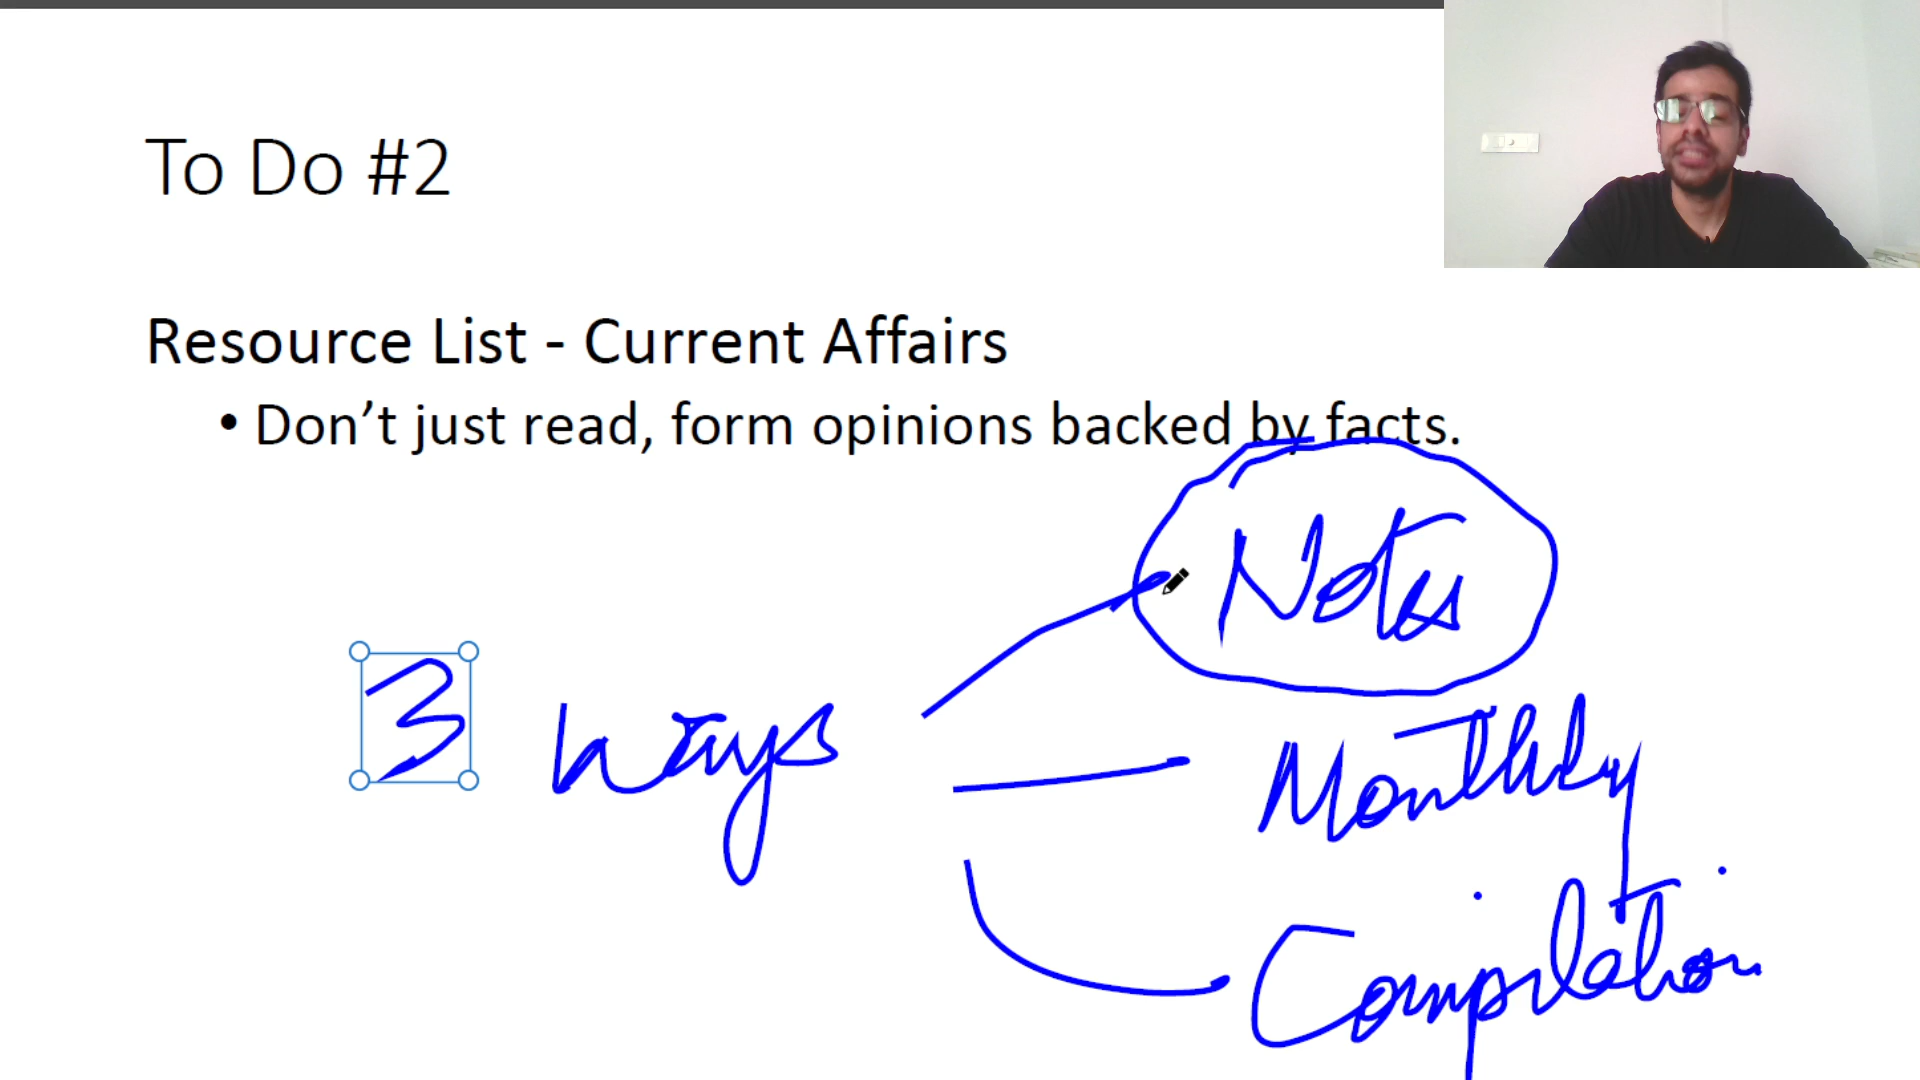 To Do #2
Resource List - Current Affairs
• Don't just read, form opinions backed by facts.
Notes
3 Ways
Monthly
Compilation